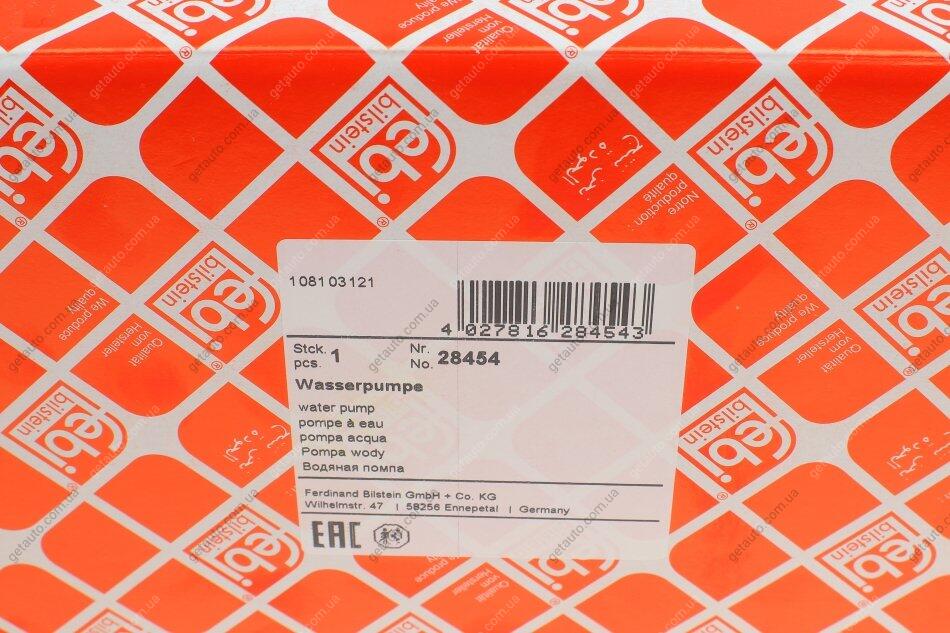 febi
bilstein
®
We produce
quality
Qualität
vom
Hersteller
Notre
production :
qualité
108103121
4 027816 284543
Stck. 1
pcs.
Nr.
No. 28454
Wasserpumpe
water pump
pompe à eau
pompa acqua
Pompa wody
Водяная помпа
Ferdinand Bilstein GmbH + Co. KG
Wilhelmstr. 47 | 58256 Ennepetal | Germany
EAC
getauto.com.ua